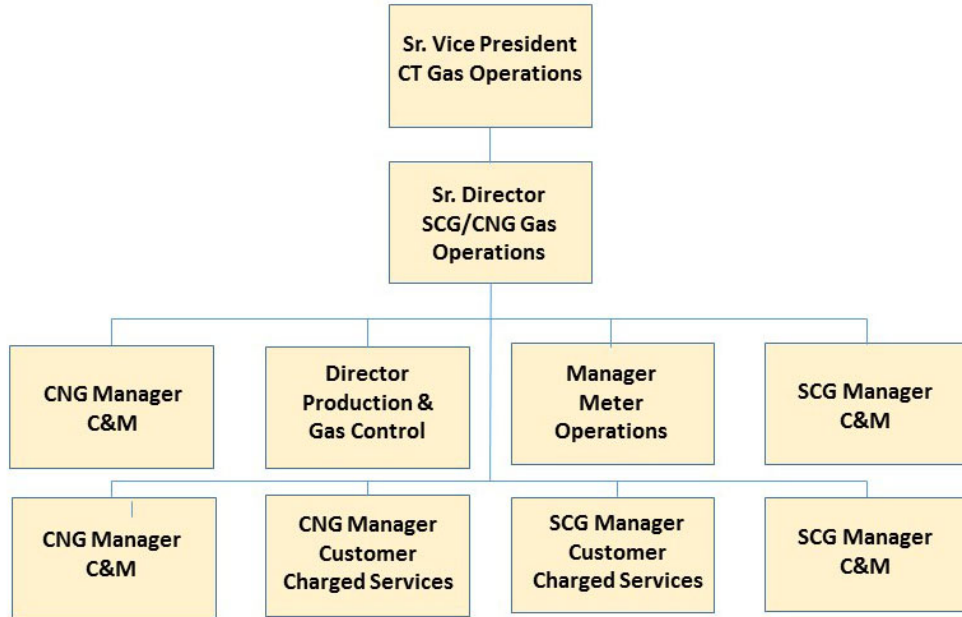 Sr. Vice President
CT Gas Operations
Sr. Director
SCG/CNG Gas
Operations
CNG Manager
C&M
Director
Production &
Gas Control
Manager
Meter
Operations
SCG Manager
C&M
CNG Manager
C&M
CNG Manager
Customer
Charged Services
SCG Manager
Customer
Charged Services
SCG Manager
C&M